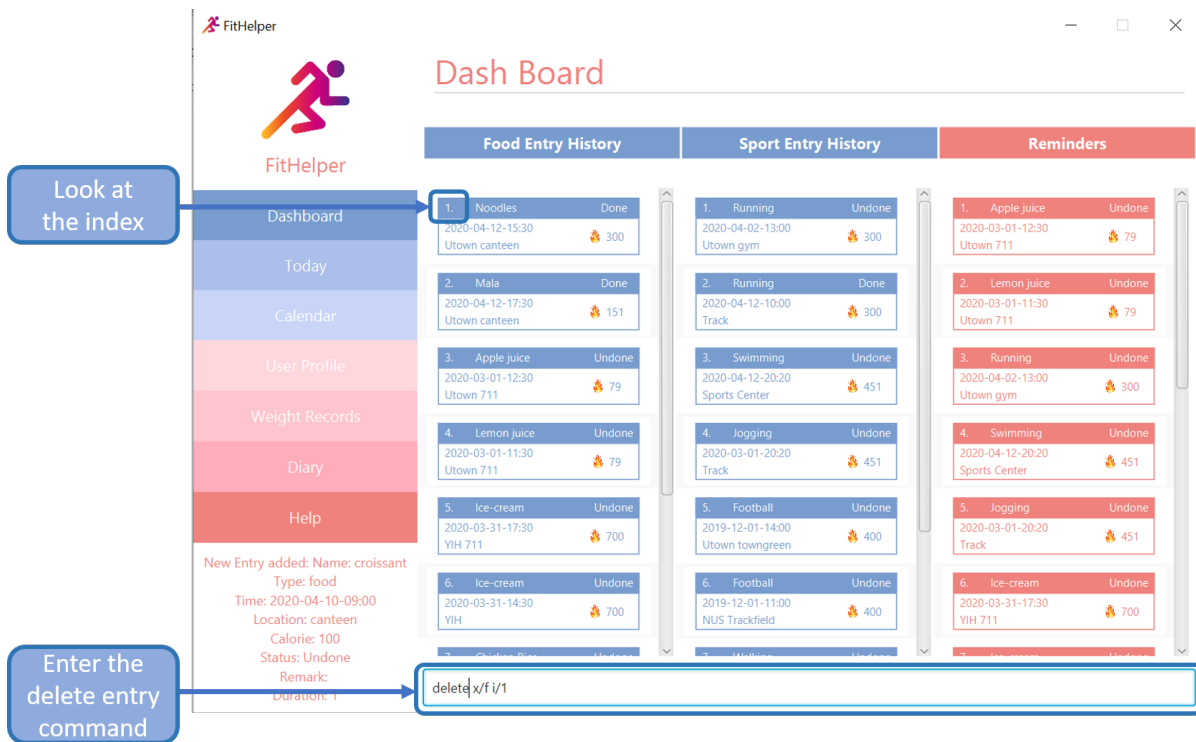 FitHelper
FitHelper
Dashboard
Today
Calendar
User Profile
Weight Records
Diary
Help
New Entry added: Name: croissant
Type: food
Time: 2020-04-10-09:00
Location: canteen
Calorie: 100
Status: Undone
Remark:
Duration: 1
Look at
the index
Enter the
delete entry
command
Dash Board
Food Entry History
1. Noodles Done
2020-04-12-15:30
300
Utown canteen
2. Mala Done
2020-04-12-17:30
151
Utown canteen
3. Apple juice Undone
2020-03-01-12:30
79
Utown 711
4. Lemon juice Undone
2020-03-01-11:30
79
Utown 711
5. Ice-cream Undone
2020-03-31-17:30
700
YIH 711
6. Ice-cream Undone
2020-03-31-14:30
700
YIH
7. Chicken Rice Undone
Sport Entry History
1. Running Undone
2020-04-02-13:00
300
Utown gym
2. Running Done
2020-04-12-10:00
300
Track
3. Swimming Undone
2020-04-12-20:20
451
Sports Center
4. Jogging Undone
2020-03-01-20:20
451
Track
5. Football Undone
2019-12-01-14:00
400
Utown towngreen
6. Football Undone
2019-12-01-11:00
400
NUS Trackfield
7. Walking Undone
Reminders
1. Apple juice Undone
2020-03-01-12:30
79
Utown 711
2. Lemon juice Undone
2020-03-01-11:30
79
Utown 711
3. Running Undone
2020-04-02-13:00
300
Utown gym
4. Swimming Undone
2020-04-12-20:20
451
Sports Center
5. Jogging Undone
2020-03-01-20:20
451
Track
6. Ice-cream Undone
2020-03-31-17:30
700
YIH 711
7. Ice-cream Undone
delete x/f i/1